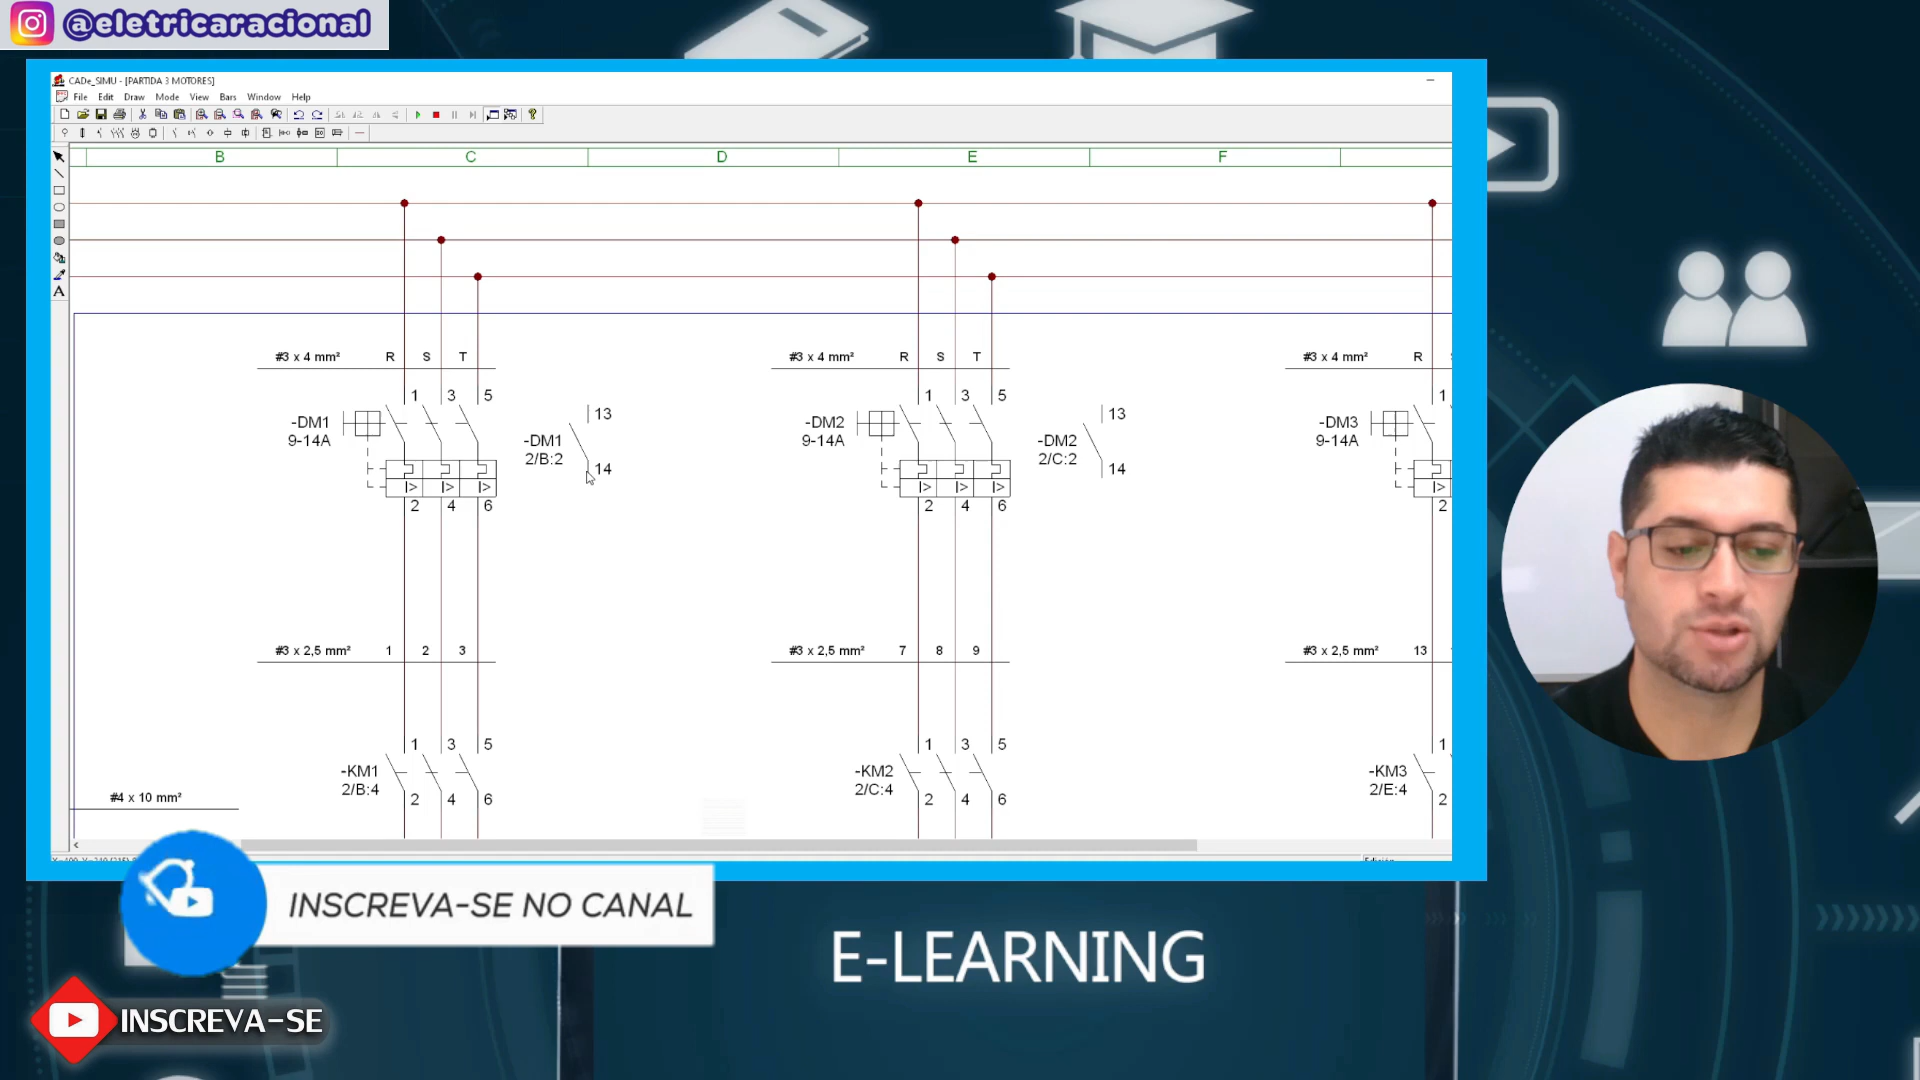 @eletricaracional
CADe_SIMU - [PARTIDA 3 MOTORES]
File Edit Draw Mode View Bars Window Help
B C D E F
#3 x 4 mm² R S T
#3 x 4 mm² R S T
#3 x 4 mm² R
1 3 5
1 3 5
1
-DM1
9-14A
13
-DM1
2/B:2
14
-DM2
9-14A
13
-DM2
2/C:2
14
-DM3
9-14A
I> I> I>
I> I> I>
I>
2 4 6
2 4 6
2
#3 x 2,5 mm² 1 2 3
#3 x 2,5 mm² 7 8 9
#3 x 2,5 mm² 13
1 3 5
1 3 5
1
-KM1
2/B:4
2 4 6
-KM2
2/C:4
2 4 6
-KM3
2/E:4
2
#4 x 10 mm²
A
INSCREVA-SE NO CANAL
E-LEARNING
INSCREVA-SE